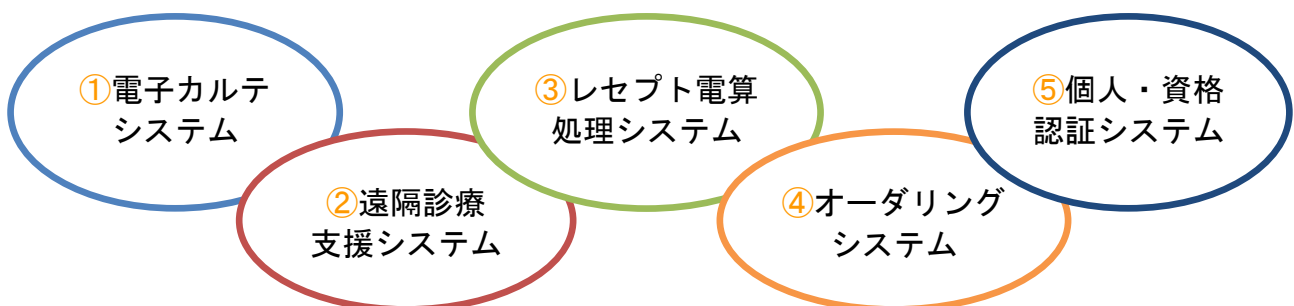 ①電子カルテ
システム
②遠隔診療
支援システム
③レセプト電算
処理システム
④オーダリング
システム
⑤個人・資格
認証システム